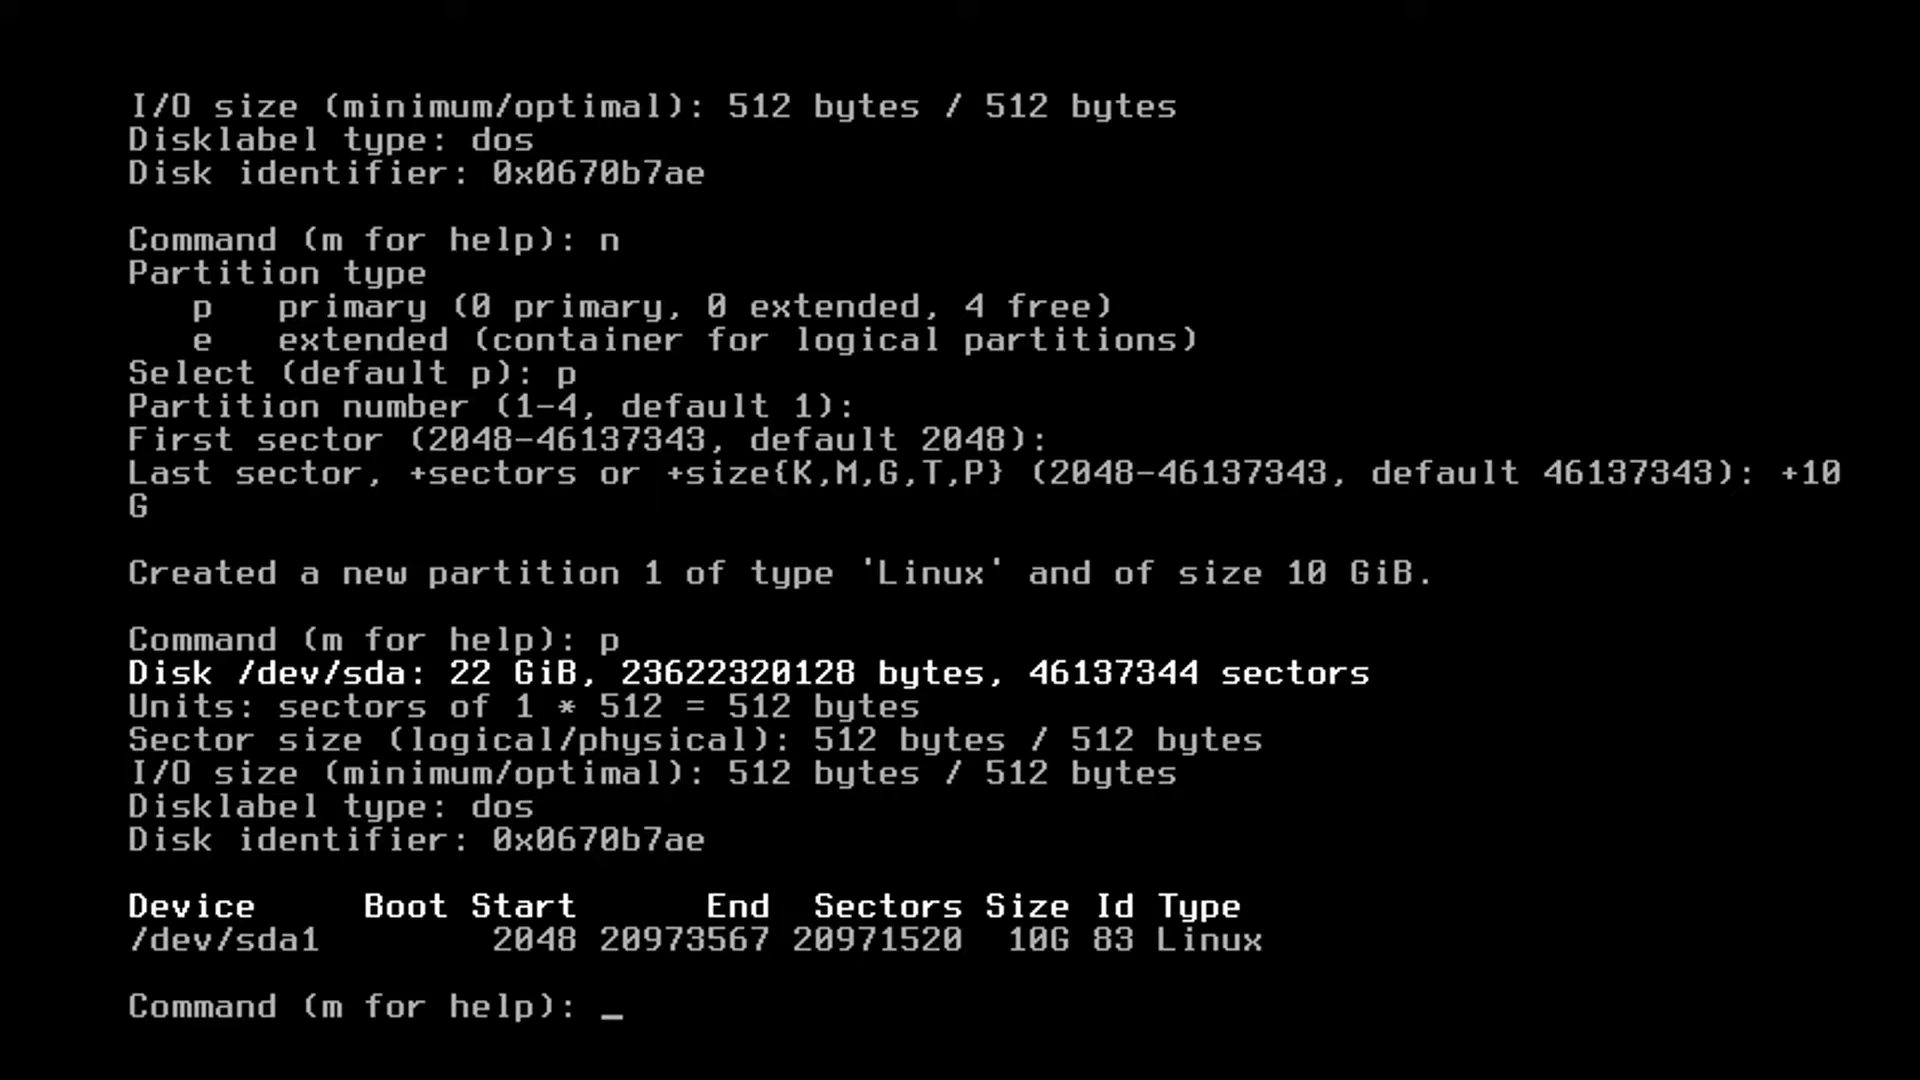 I/O size (minimum/optimal): 512 bytes / 512 bytes
Disklabel type: dos
Disk identifier: 0x0670b7ae

Command (m for help): n
Partition type
   p   primary (0 primary, 0 extended, 4 free)
   e   extended (container for logical partitions)
Select (default p): p
Partition number (1-4, default 1):
First sector (2048-46137343, default 2048):
Last sector, +sectors or +size{K,M,G,T,P} (2048-46137343, default 46137343): +10
G

Created a new partition 1 of type 'Linux' and of size 10 GiB.

Command (m for help): p
Disk /dev/sda: 22 GiB, 23622320128 bytes, 46137344 sectors
Units: sectors of 1 * 512 = 512 bytes
Sector size (logical/physical): 512 bytes / 512 bytes
I/O size (minimum/optimal): 512 bytes / 512 bytes
Disklabel type: dos
Disk identifier: 0x0670b7ae

Device     Boot Start      End  Sectors Size Id Type
/dev/sda1        2048 20973567 20971520  10G 83 Linux

Command (m for help): _